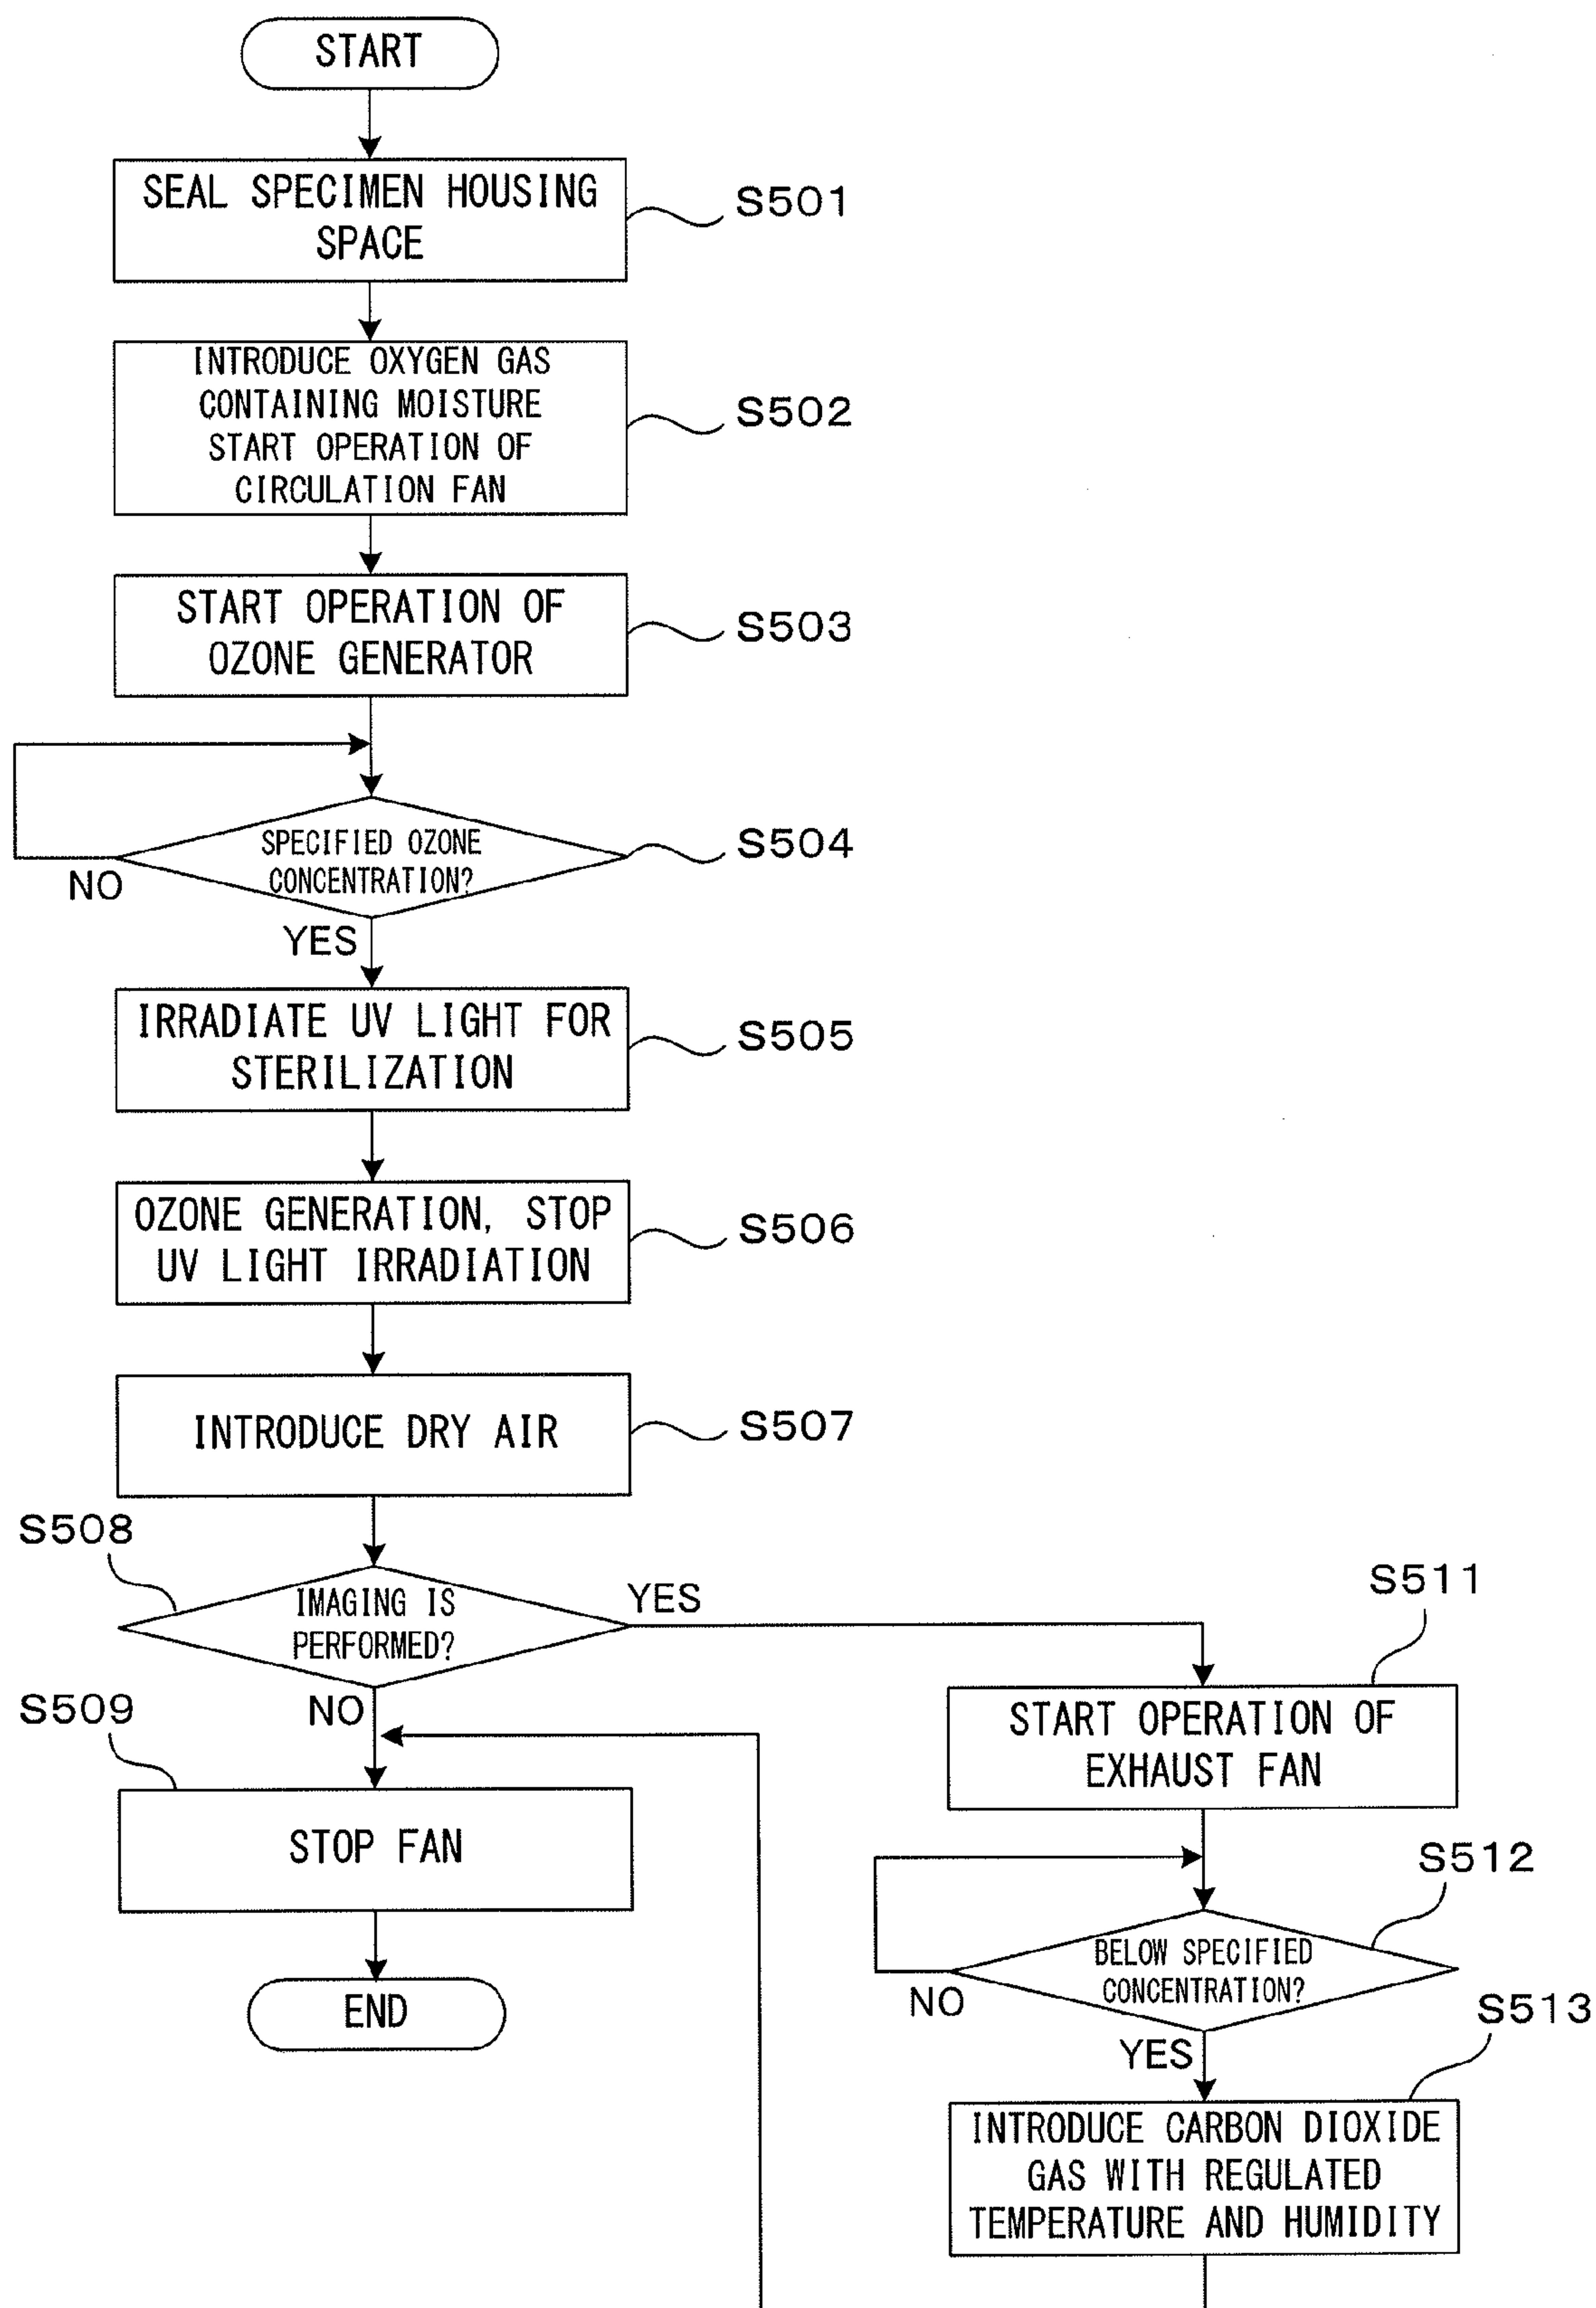 START
SEAL SPECIMEN HOUSING
SPACE
S501
INTRODUCE OXYGEN GAS
CONTAINING MOISTURE
START OPERATION OF
CIRCULATION FAN
S502
START OPERATION OF
OZONE GENERATOR
S503
SPECIFIED OZONE
CONCENTRATION?
S504
NO
YES
IRRADIATE UV LIGHT FOR
STERILIZATION
S505
OZONE GENERATION, STOP
UV LIGHT IRRADIATION
S506
INTRODUCE DRY AIR
S507
S508
IMAGING IS
PERFORMED?
YES
NO
S509
STOP FAN
END
S511
START OPERATION OF
EXHAUST FAN
S512
BELOW SPECIFIED
CONCENTRATION?
NO
YES
S513
INTRODUCE CARBON DIOXIDE
GAS WITH REGULATED
TEMPERATURE AND HUMIDITY